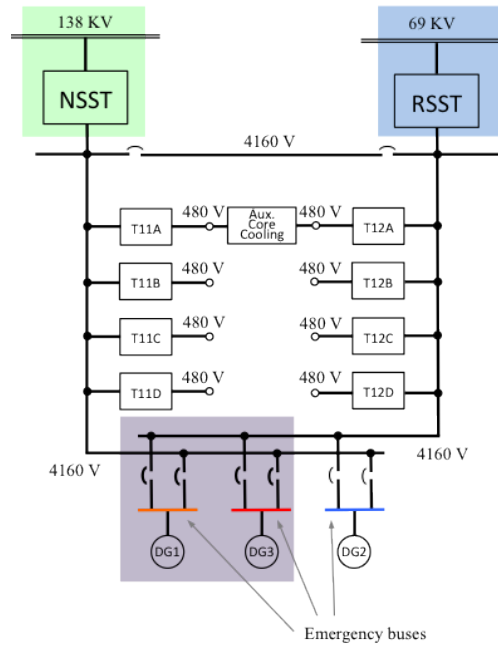 138 KV
69 KV
NSST
RSST
4160 V
480 V
480 V
T11A
Aux.
Core
Cooling
T12A
480 V
480 V
T11B
T12B
480 V
480 V
T11C
T12C
480 V
480 V
T11D
T12D
4160 V
4160 V
DG1
DG3
DG2
Emergency buses